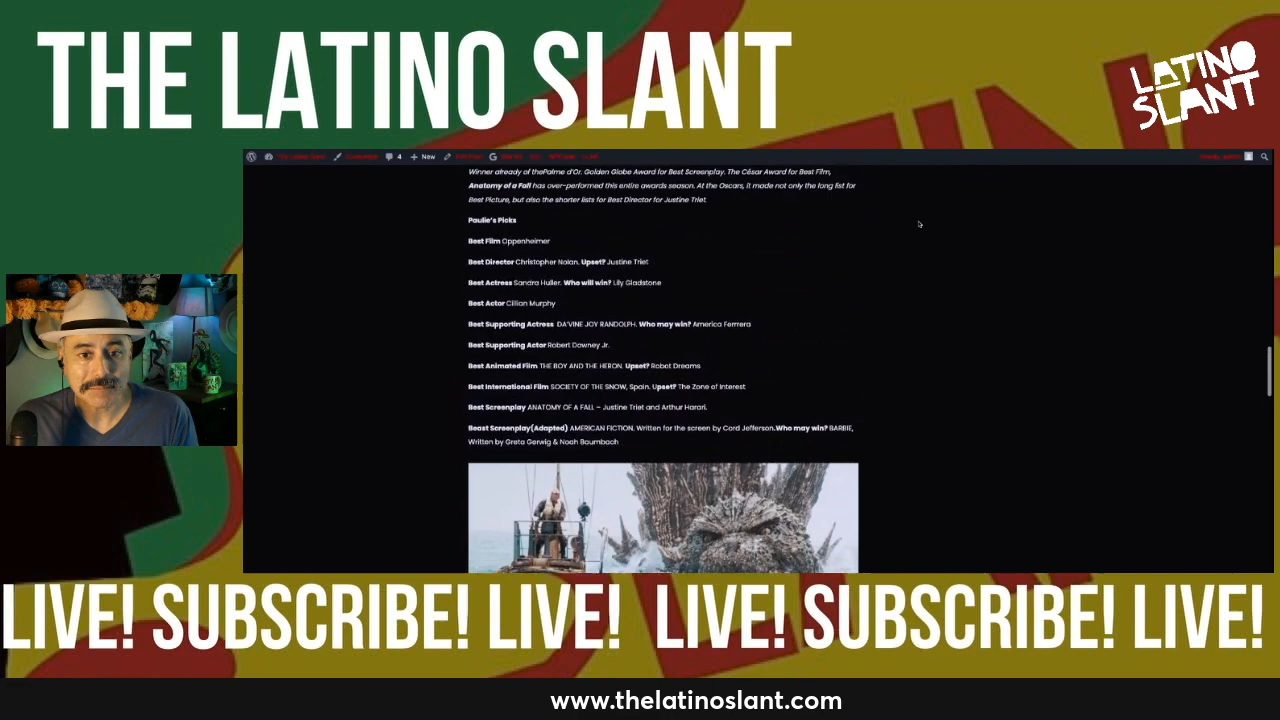 THE LATINO SLANT
LATINO
SLANT
4
New
Winner already of thePalme d'Or. Golden Globe Award for Best Screenplay. The César Award for Best Film,
Anatomy of a Fall has over-performed this entire awards season. At the Oscars, it made not only the long list for
Best Picture, but also the shorter lists for Best Director for Justine Triet.
Paulie's Picks
Best Film Oppenheimer
Best Director Christopher Nolan. Upset? Justine Triet
Best Actress Sandra Huller. Who will win? Lily Gladstone
Best Actor Cillian Murphy
Best Supporting Actress DA'VINE JOY RANDOLPH. Who may win? America Ferrera
Best Supporting Actor Robert Downey Jr.
Best Animated Film THE BOY AND THE HERON. Upset? Robot Dreams
Best International Film SOCIETY OF THE SNOW, Spain. Upset? The Zone of Interest
Best Screenplay ANATOMY OF A FALL – Justine Triet and Arthur Harari.
Beast Screenplay(Adapted) AMERICAN FICTION, Written for the screen by Cord Jefferson.Who may win? BARBIE,
Written by Greta Gerwig & Noah Baumbach
LIVE! SUBSCRIBE! LIVE! LIVE! SUBSCRIBE! LIVE!
www.thelatinoslant.com